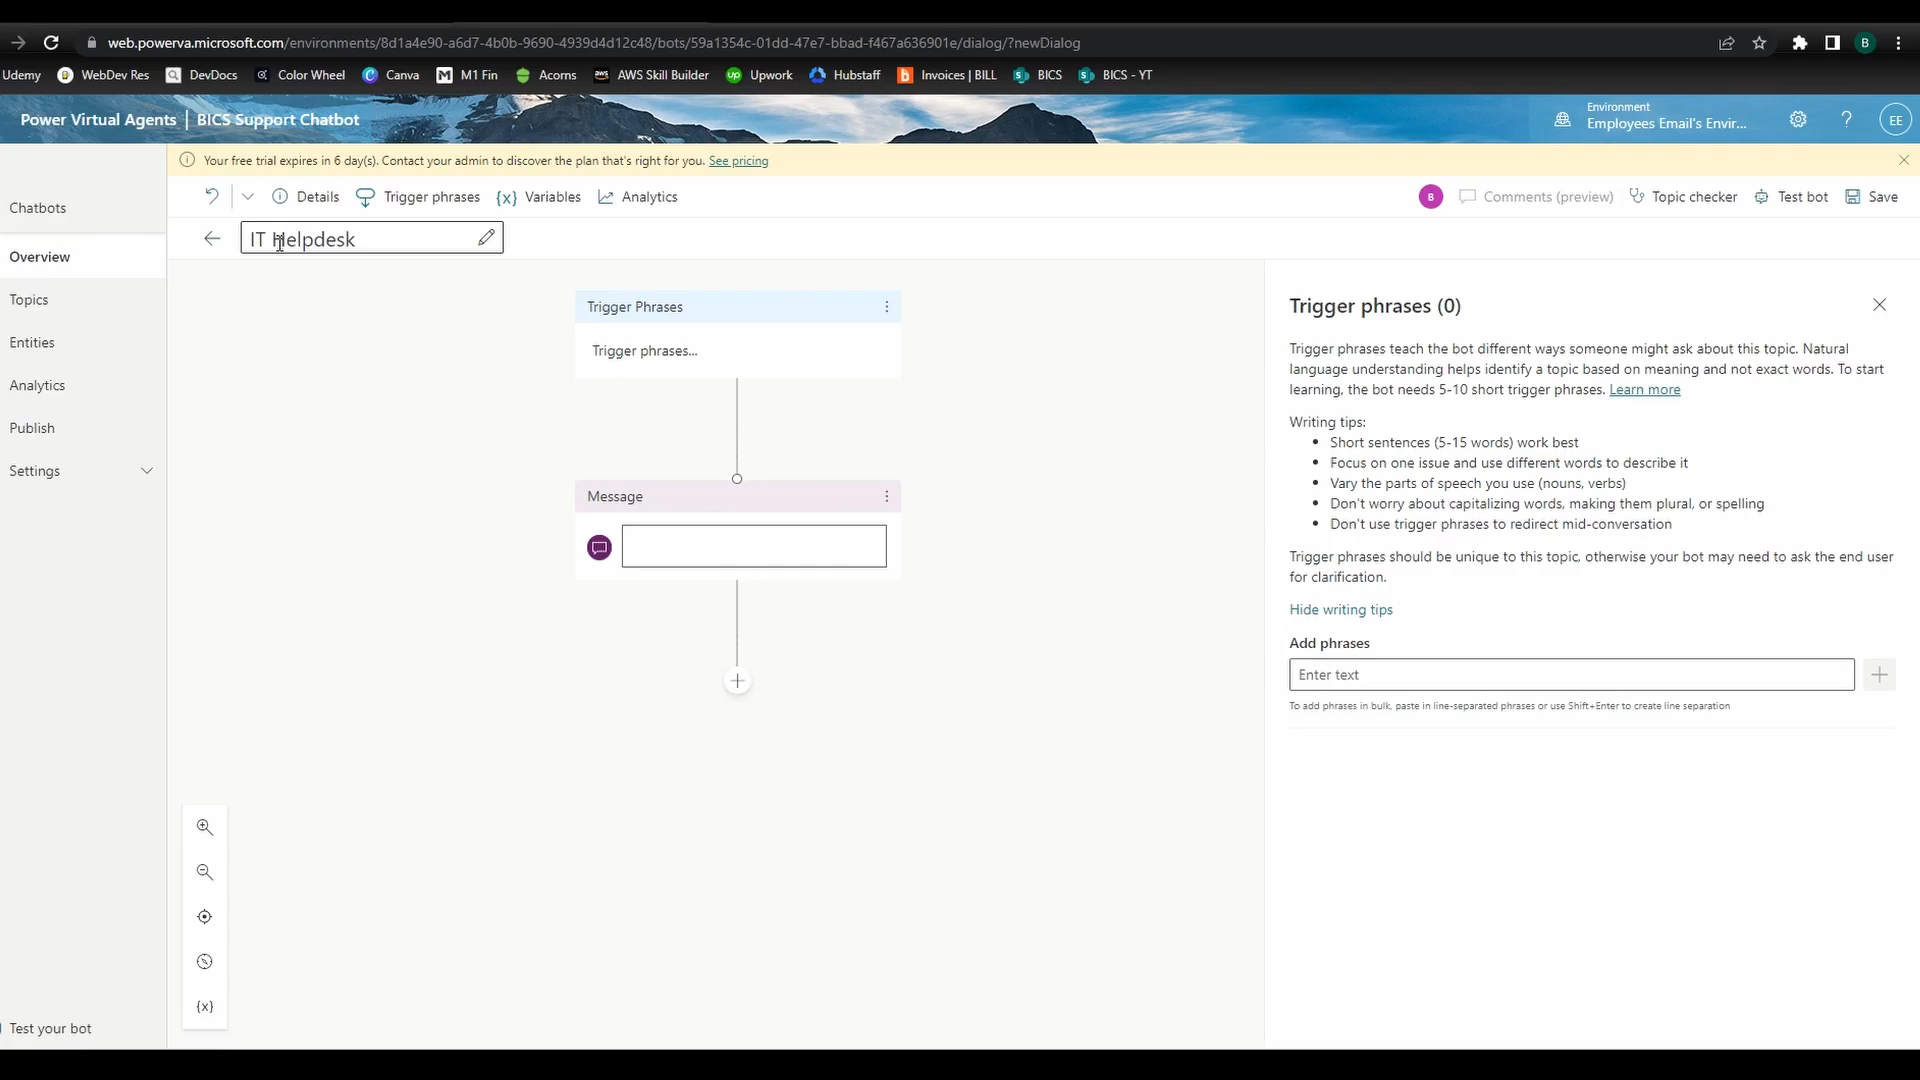 web.powerva.microsoft.com/environments/8d1a4e90-a6d7-4b0b-9690-4939d4d12c48/bots/59a1354c-01dd-47e7-bbad-f467a636901e/dialog/?newDialog
B
Udemy WebDev Res DevDocs Color Wheel Canva M1 Fin Acorns AWS Skill Builder Upwork Hubstaff Invoices | BILL BICS BICS - YT
Power Virtual Agents | BICS Support Chatbot
Environment
Employees Email's Envir...
EE
Your free trial expires in 6 day(s). Contact your admin to discover the plan that's right for you. See pricing
Details Trigger phrases {x} Variables Analytics
B Comments (preview) Topic checker Test bot Save
IT Helpdesk
Chatbots
Overview
Topics
Entities
Analytics
Publish
Settings
Test your bot
Trigger Phrases
Trigger phrases...
Message
{x}
Trigger phrases (0)
Trigger phrases teach the bot different ways someone might ask about this topic. Natural
language understanding helps identify a topic based on meaning and not exact words. To start
learning, the bot needs 5-10 short trigger phrases. Learn more
Writing tips:
• Short sentences (5-15 words) work best
• Focus on one issue and use different words to describe it
• Vary the parts of speech you use (nouns, verbs)
• Don't worry about capitalizing words, making them plural, or spelling
• Don't use trigger phrases to redirect mid-conversation
Trigger phrases should be unique to this topic, otherwise your bot may need to ask the end user
for clarification.
Hide writing tips
Add phrases
Enter text
To add phrases in bulk, paste in line-separated phrases or use Shift+Enter to create line separation